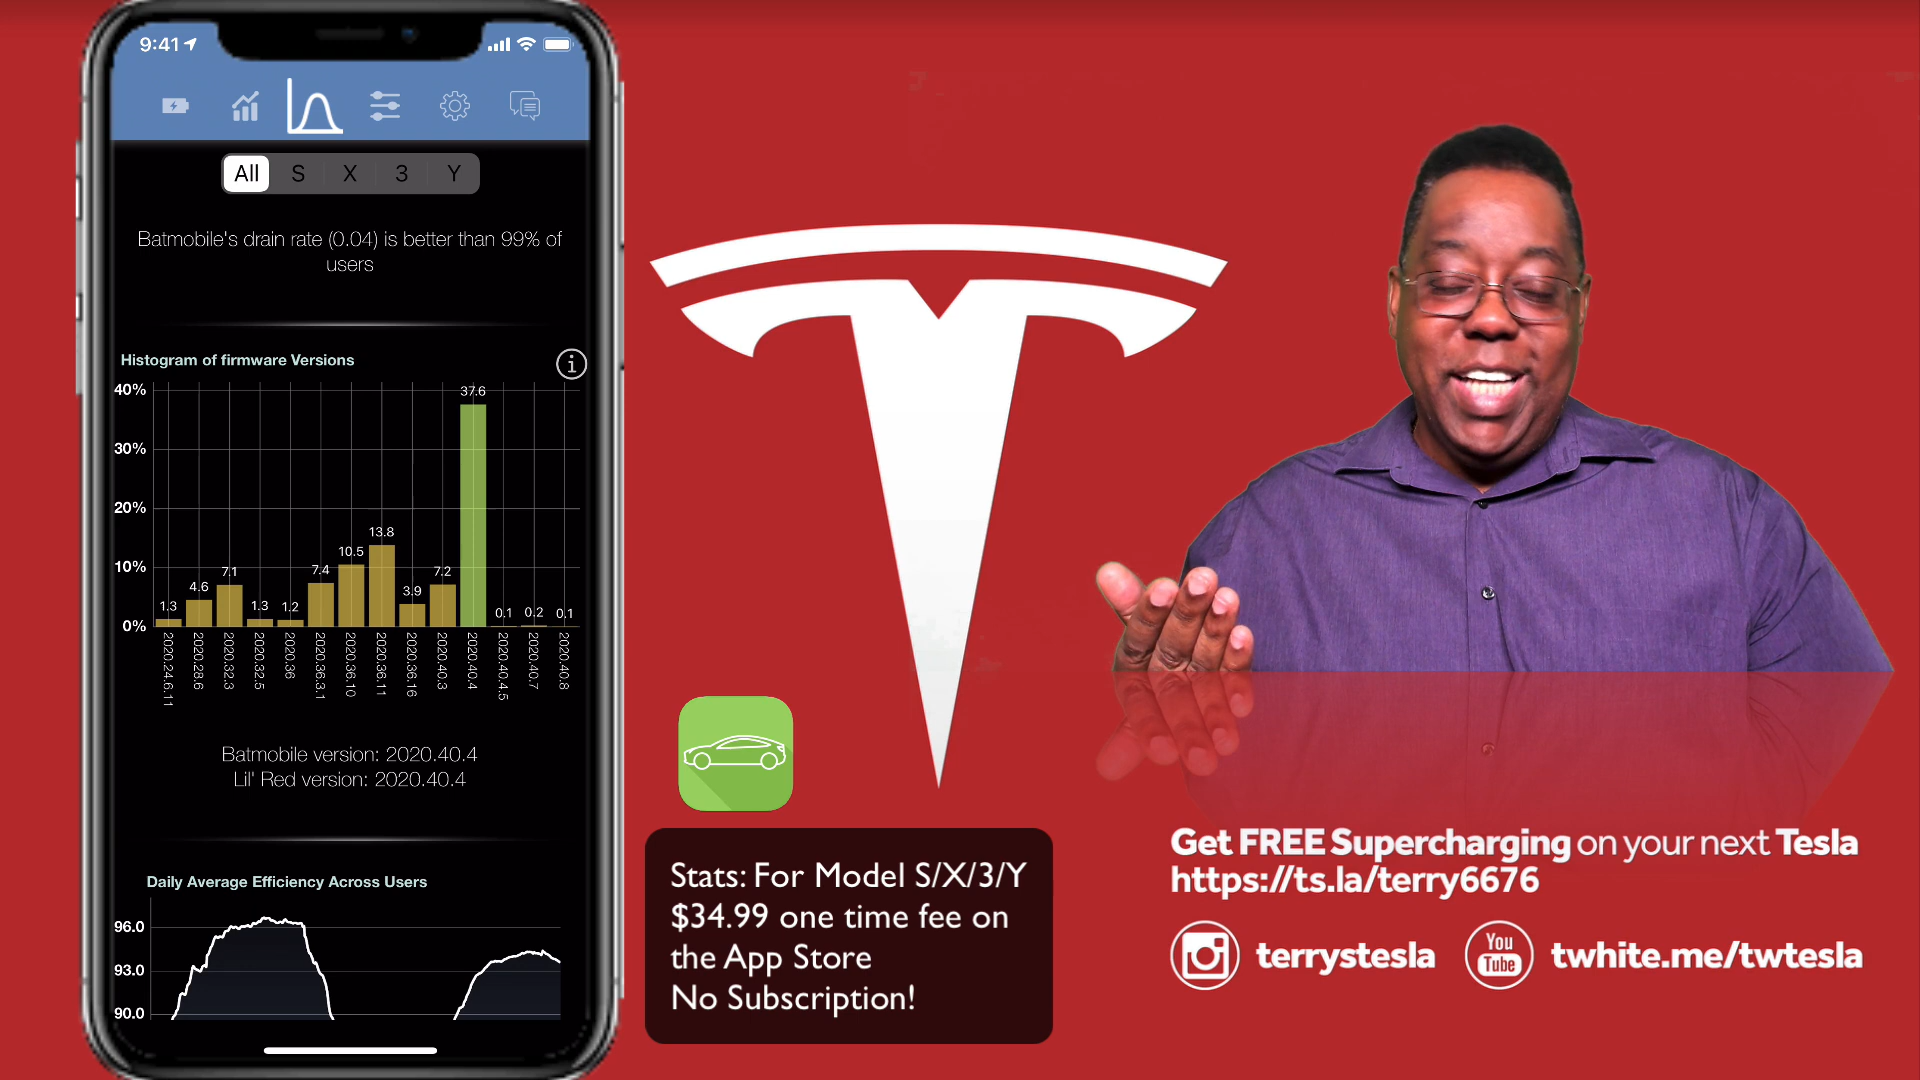 9:41
All S X 3 Y
Batmobile's drain rate (0.04) is better than 99% of
users
Histogram of firmware Versions
i
40%
30%
20%
10%
0%
1.3
4.6
7.1
1.3
1.2
7.4
10.5
13.8
3.9
7.2
37.6
0.1
0.2
0.1
2020.24.6.11
2020.28.6
2020.32.3
2020.32.5
2020.36
2020.36.3.1
2020.36.10
2020.36.11
2020.36.16
2020.40.3
2020.40.4
2020.40.4.5
2020.40.7
2020.40.8
Batmobile version: 2020.40.4
Lil' Red version: 2020.40.4
Daily Average Efficiency Across Users
96.0
93.0
90.0
Stats: For Model S/X/3/Y
$34.99 one time fee on
the App Store
No Subscription!
Get FREE Supercharging on your next Tesla
https://ts.la/terry6676
terrystesla
You
Tube
twhite.me/twtesla